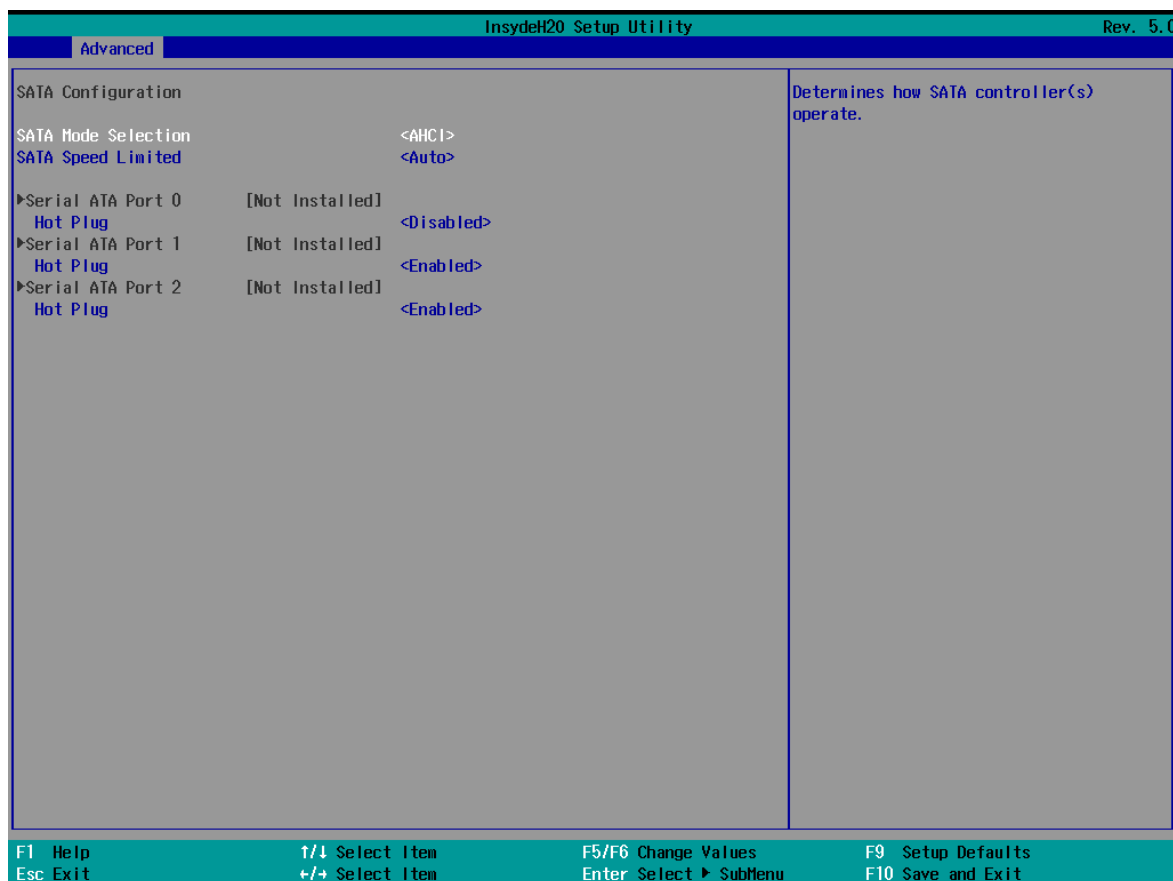 InsydeH20 Setup Utility Rev. 5.0
Advanced
SATA Configuration
SATA Mode Selection <AHCI>
SATA Speed Limited <Auto>
▶Serial ATA Port 0 [Not Installed]
Hot Plug <Disabled>
▶Serial ATA Port 1 [Not Installed]
Hot Plug <Enabled>
▶Serial ATA Port 2 [Not Installed]
Hot Plug <Enabled>
Determines how SATA controller(s)
operate.
F1 Help ↑/↓ Select Item F5/F6 Change Values F9 Setup Defaults
Esc Exit ←/→ Select Item Enter Select ▶ SubMenu F10 Save and Exit